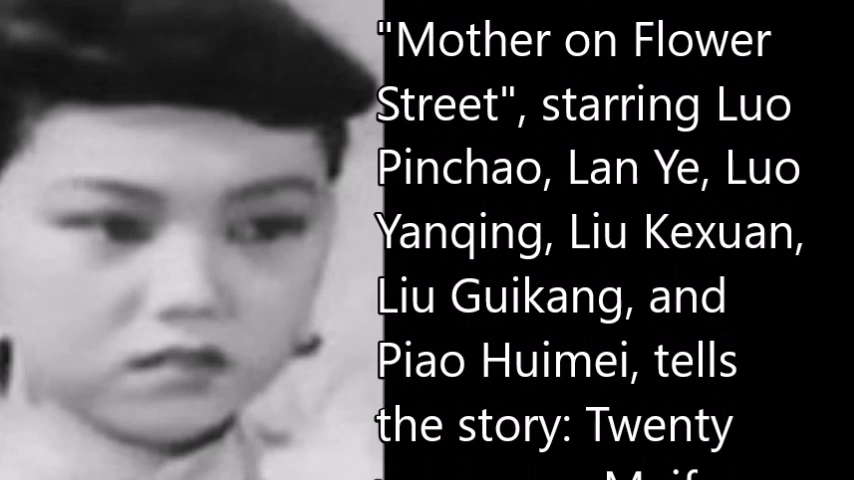 "Mother on Flower
Street", starring Luo
Pinchao, Lan Ye, Luo
Yanqing, Liu Kexuan,
Liu Guikang, and
Piao Huimei, tells
the story: Twenty